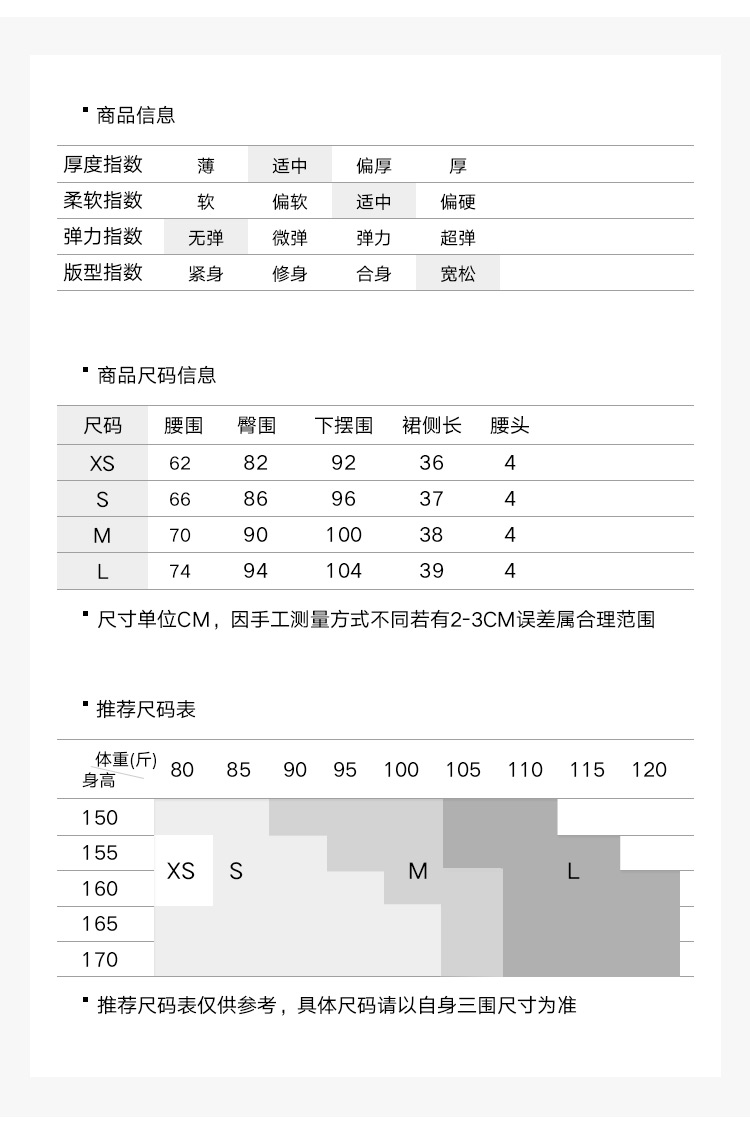 商品信息
厚度指数 薄 适中 偏厚 厚
柔软指数 软 偏软 适中 偏硬
弹力指数 无弹 微弹 弹力 超弹
版型指数 紧身 修身 合身 宽松
商品尺码信息
尺码 腰围 臀围 下摆围 裙侧长 腰头
XS 62 82 92 36 4
S 66 86 96 37 4
M 70 90 100 38 4
L 74 94 104 39 4
尺寸单位CM，因手工测量方式不同若有2-3CM误差属合理范围
推荐尺码表
体重(斤) 80 85 90 95 100 105 110 115 120
身高
150
155
XS S M L
160
165
170
推荐尺码表仅供参考，具体尺码请以自身三围尺寸为准